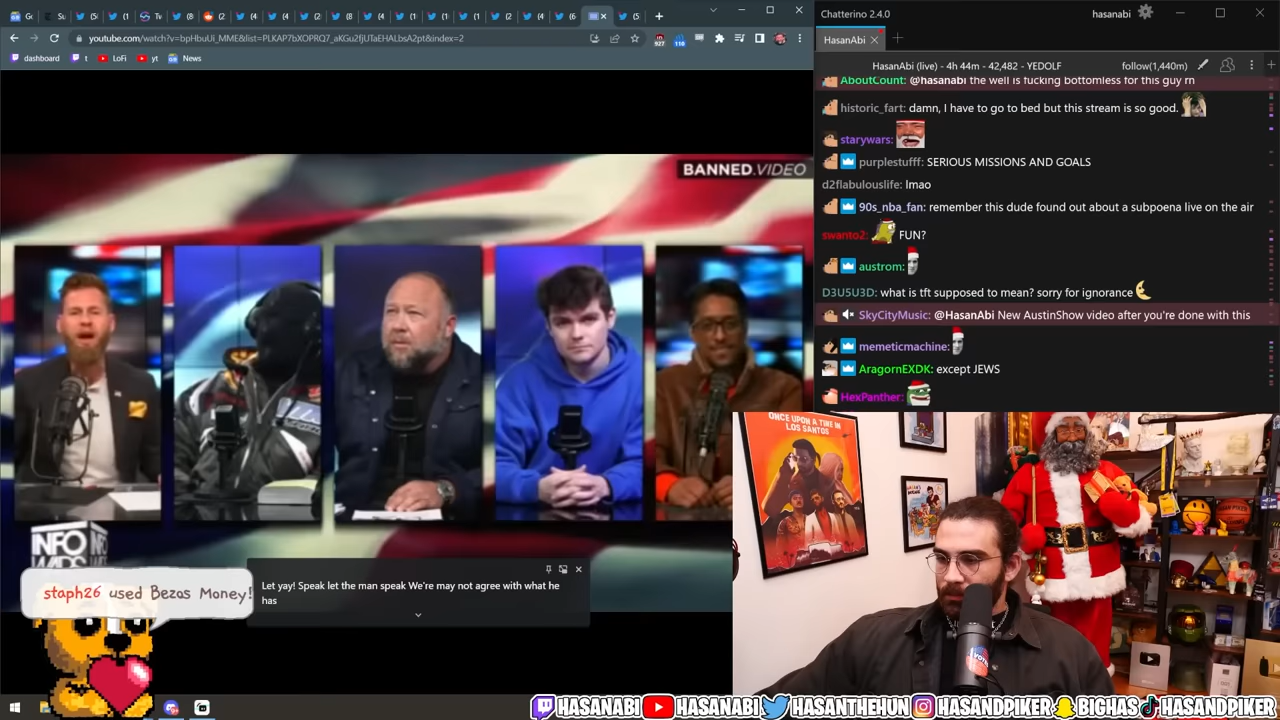 youtube.com/watch?v=bpHbuUi_MME&list=PLKAP7bXOPRQ7_aKGu2fjUTaEHALbsA2pt&index=2
927
110
dashboard
t
LoFi
yt
News
BANNED.VIDEO
INFO
WARS
staph26 used Bezos Money!
Let yay! Speak let the man speak We're may not agree with what he
has
Chatterino 2.4.0
hasanabi
HasanAbi
HasanAbi (live) - 4h 44m - 42,482 - YEDOLF
follow(1,440m)
AboutCount: @hasanabi the well is fucking bottomless for this guy rn
historic_fart: damn, I have to go to bed but this stream is so good.
starywars:
purplestufff: SERIOUS MISSIONS AND GOALS
d2flabulouslife: lmao
90s_nba_fan: remember this dude found out about a subpoena live on the air
swanto2: FUN?
austrom:
D3U5U3D: what is tft supposed to mean? sorry for ignorance
SkyCityMusic: @HasanAbi New AustinShow video after you're done with this
memeticmachine:
AragornEXDK: except JEWS
HexPanther:
ONCE UPON A TIME IN
LOS SANTOS
HASANABI
HASANABI
HASANTHEHUN
HASANDPIKER
BIGHAS
HASANDPIKER